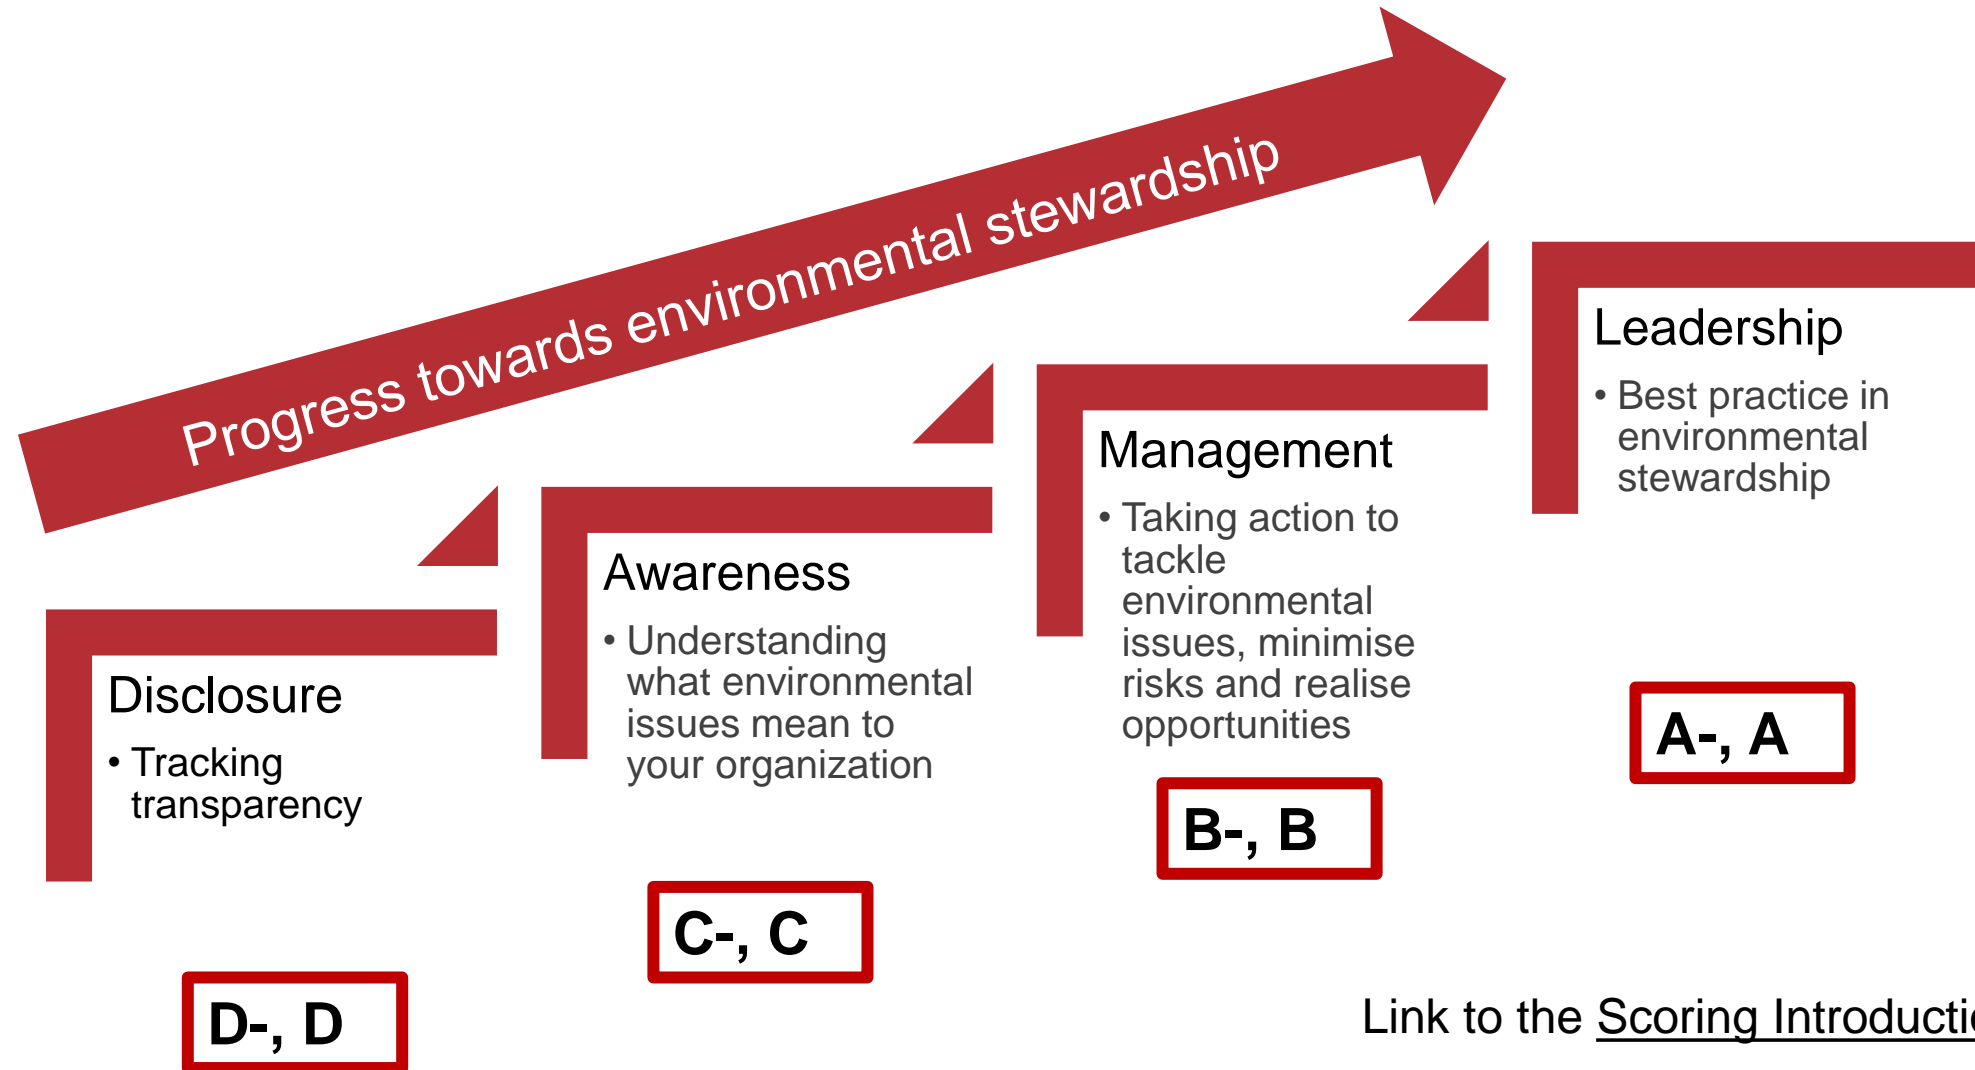 Progress towards environmental stewardship
Disclosure
• Tracking
transparency
D-, D
Awareness
• Understanding
what environmental
issues mean to
your organization
C-, C
Management
• Taking action to
tackle
environmental
issues, minimise
risks and realise
opportunities
B-, B
Leadership
• Best practice in
environmental
stewardship
A-, A
Link to the Scoring